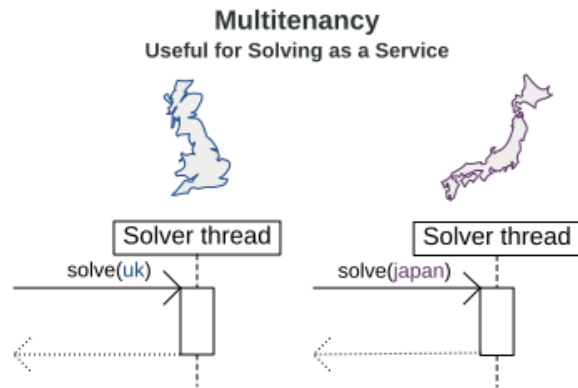 Multitenancy
Useful for Solving as a Service
Solver thread
Solver thread
solve(uk)
solve(japan)